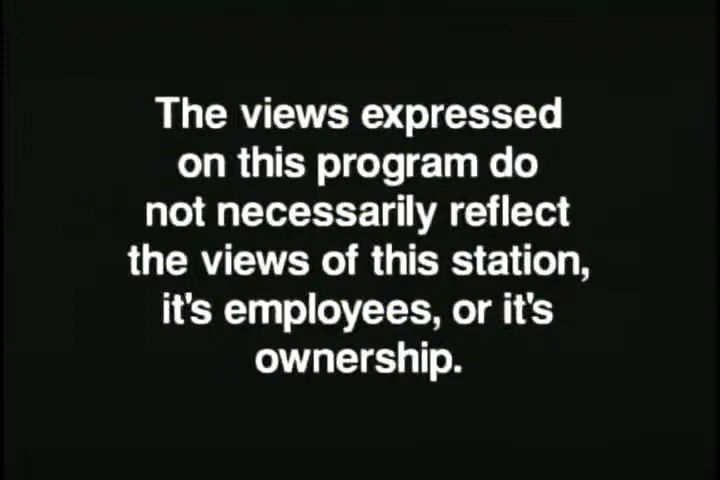 The views expressed
on this program do
not necessarily reflect
the views of this station,
it's employees, or it's
ownership.